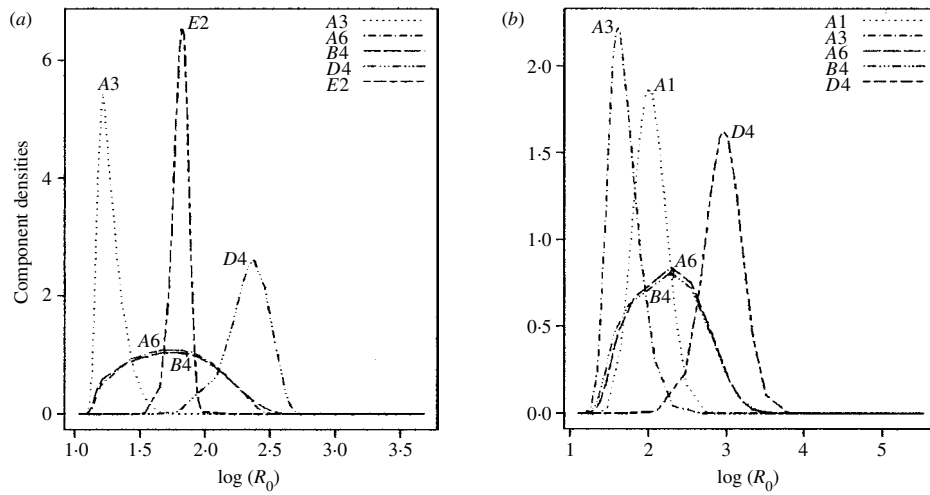 (a)
A3
A6
B4
D4
E2
E2
A3
D4
A6
B4
Component densities
6
4
2
0
1·0
1·5
2·0
2·5
3·0
3·5
log (R0)
(b)
A1
A3
A6
B4
D4
A3
A1
D4
A6
B4
2·0
1·5
1·0
0·5
0·0
1
2
3
4
5
log (R0)